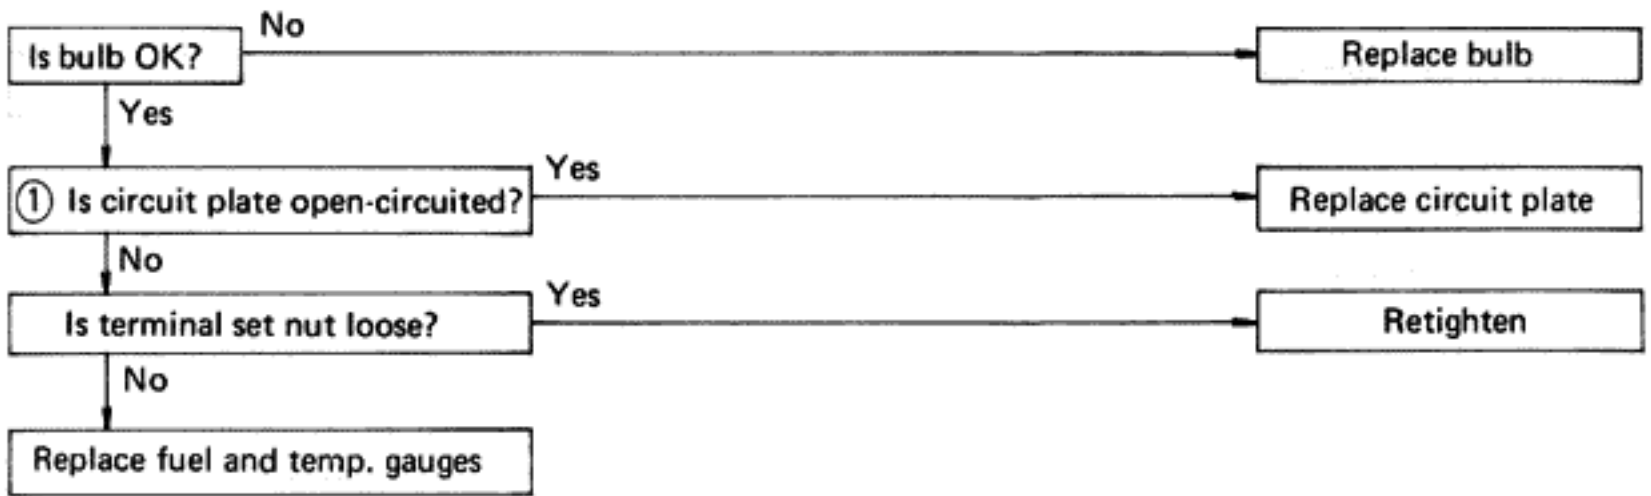 No
Is bulb OK?
Replace bulb
Yes
Yes
① Is circuit plate open-circuited?
Replace circuit plate
No
Yes
Is terminal set nut loose?
Retighten
No
Replace fuel and temp. gauges